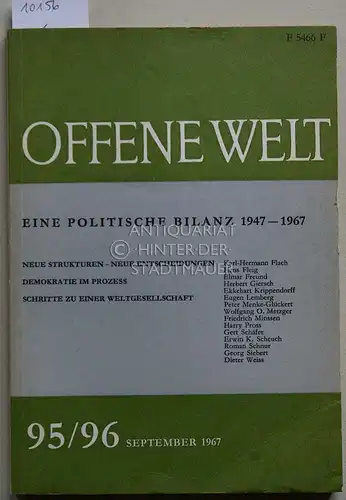 10156
F 5466 F
OFFENE WELT
EINE POLITISCHE BILANZ 1947—1967
ANTIQUARIAT
HINTER DER
STADTMAUER
NEUE STRUKTUREN - NEUE ENTSCHEIDUNGEN
DEMOKRATIE IM PROZESS
SCHRITTE ZU EINER WELTGESELLSCHAFT
Karl-Hermann Flach
Hans Fleig
Elmar Freund
Herbert Giersch
Ekkehart Krippendorff
Eugen Lemberg
Peter Menke-Glückert
Wolfgang O. Metzger
Friedrich Minssen
Harry Pross
Gert Schäfer
Erwin K. Scheuch
Roman Schnur
Georg Siebert
Dieter Weiss
95/96 SEPTEMBER 1967